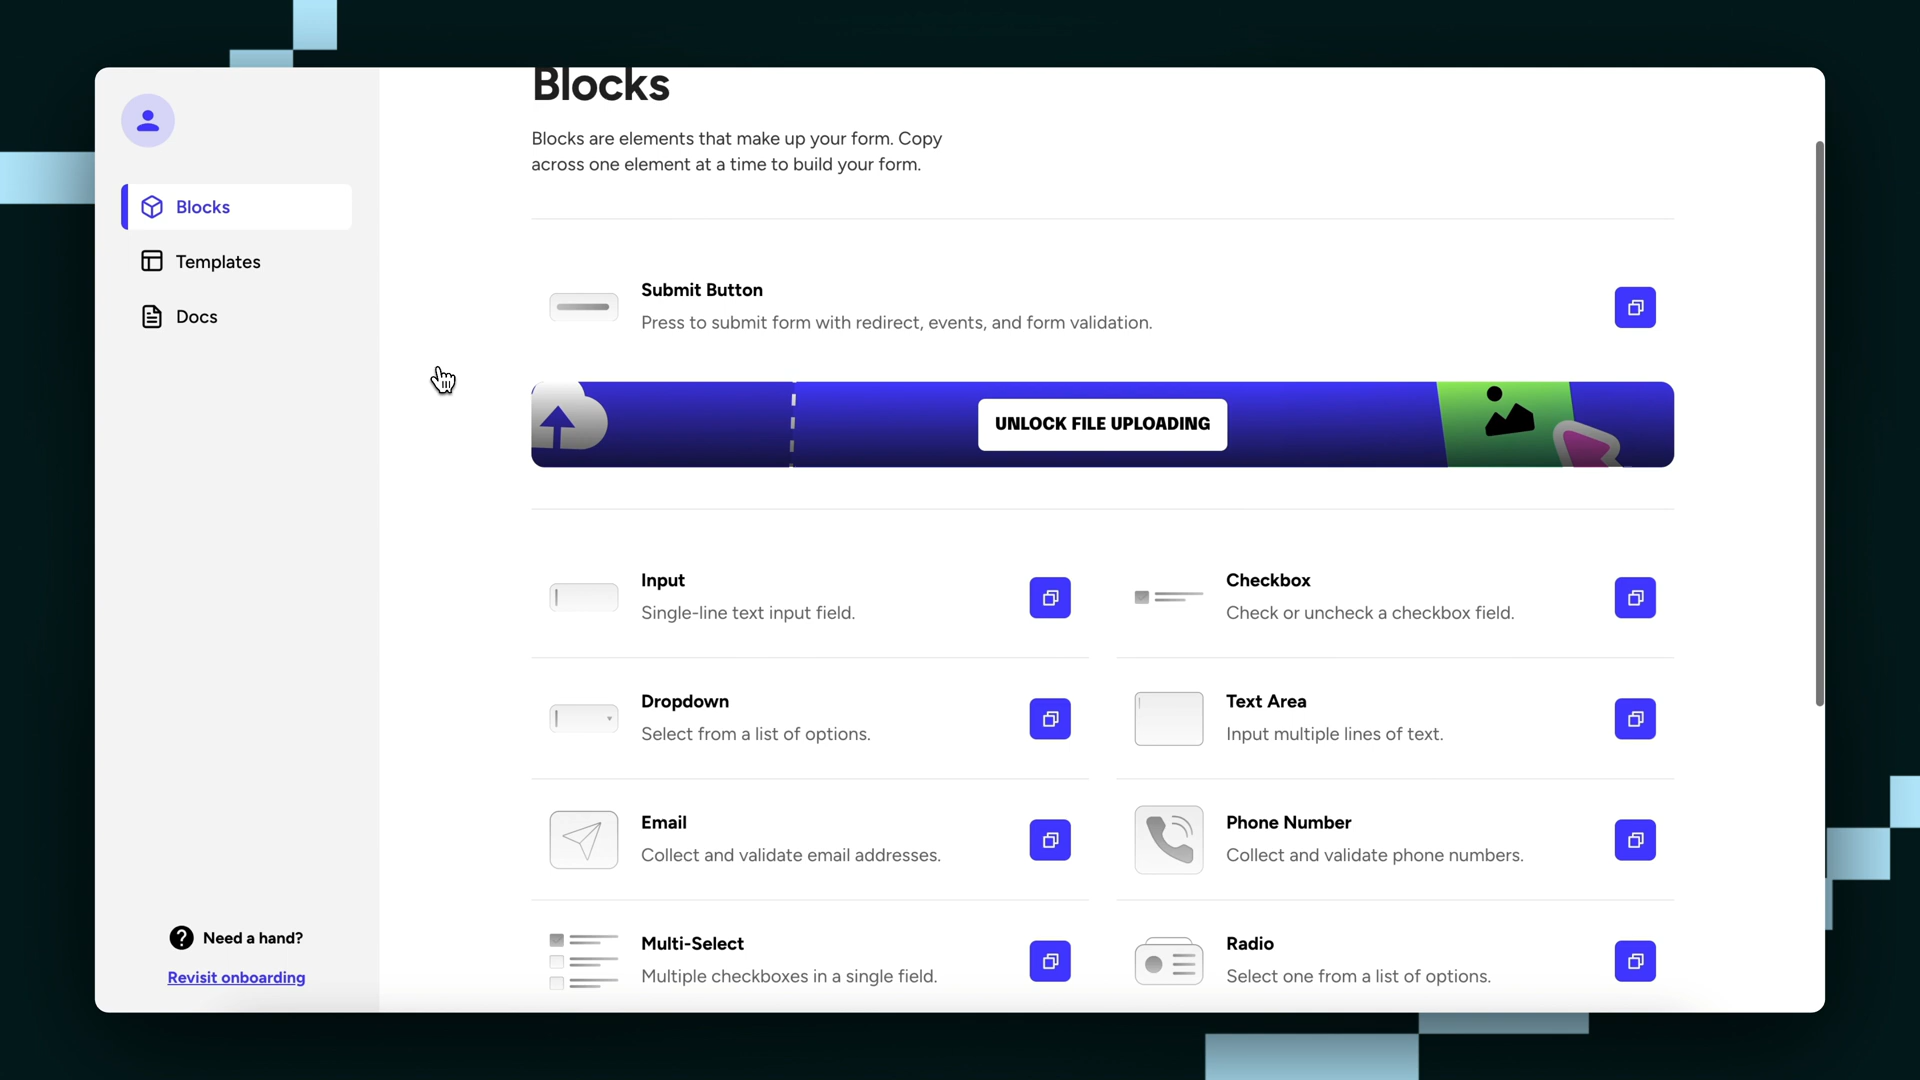 Blocks
Blocks are elements that make up your form. Copy
across one element at a time to build your form.
Blocks
Templates
Docs
Submit Button
Press to submit form with redirect, events, and form validation.
UNLOCK FILE UPLOADING
Input
Single-line text input field.
Checkbox
Check or uncheck a checkbox field.
Dropdown
Select from a list of options.
Text Area
Input multiple lines of text.
Email
Collect and validate email addresses.
Phone Number
Collect and validate phone numbers.
Multi-Select
Multiple checkboxes in a single field.
Radio
Select one from a list of options.
? Need a hand?
Revisit onboarding